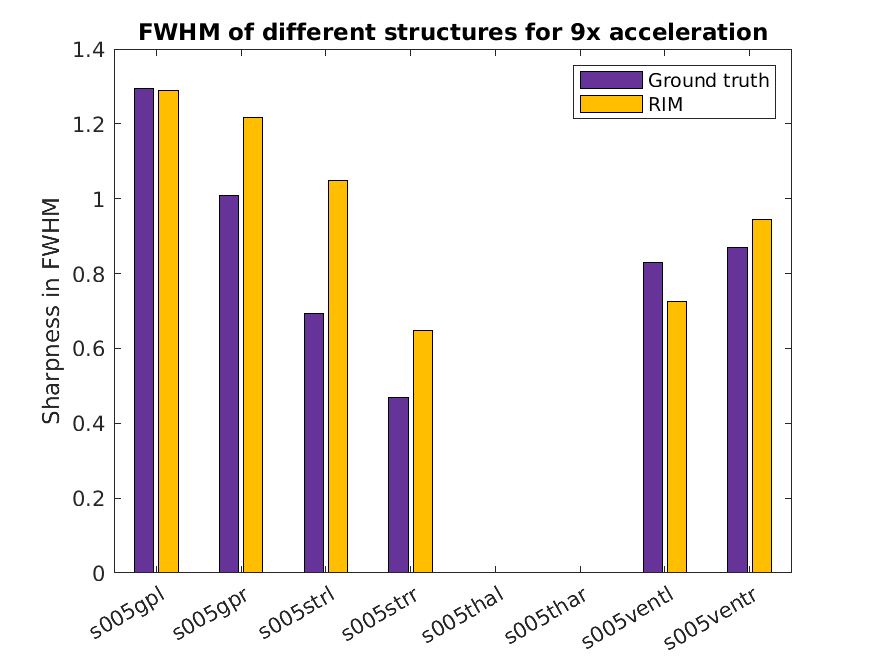 FWHM of different structures for 9x acceleration
Ground truth
RIM
Sharpness in FWHM
1.4
1.2
1
0.8
0.6
0.4
0.2
0
s005gpl
s005gpr
s005strl
s005strr
s005thal
s005thar
s005ventl
s005ventr